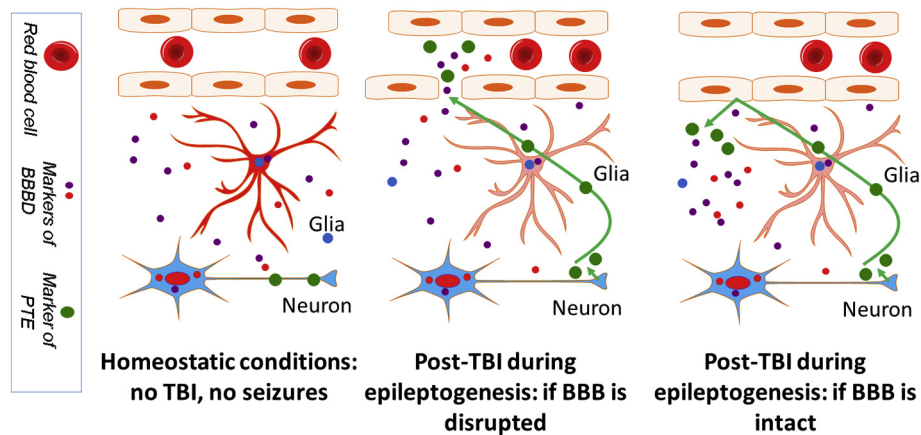 Red blood cell
Markers of
BBBD
Marker of
PTE
Glia
Neuron
Homeostatic conditions:
no TBI, no seizures
Glia
Neuron
Post-TBI during
epileptogenesis: if BBB is
disrupted
Glia
Neuron
Post-TBI during
epileptogenesis: if BBB is
intact